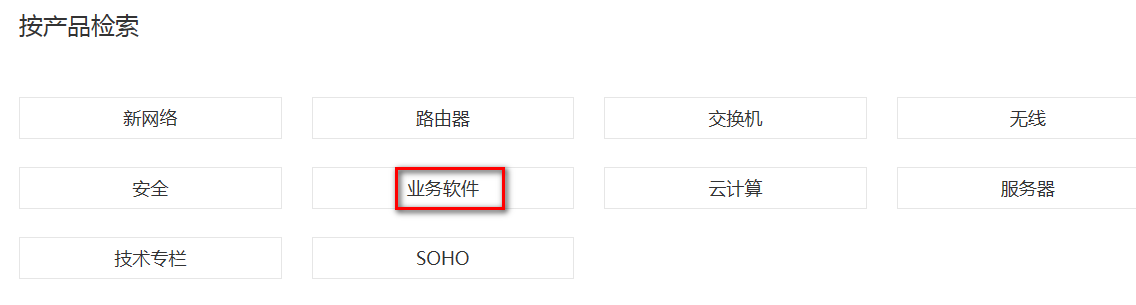 按产品检索
新网络 路由器 交换机 无线
安全 业务软件 云计算 服务器
技术专栏 SOHO